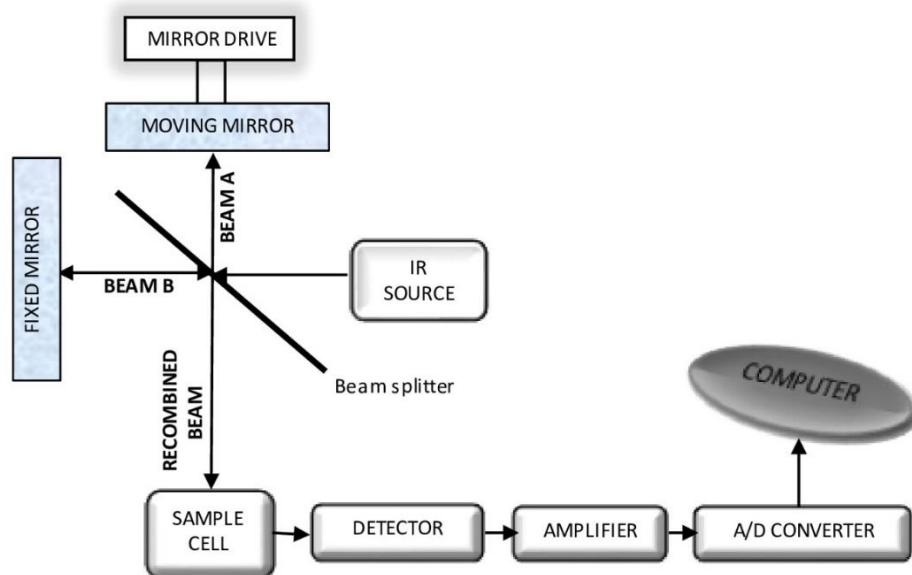 MIRROR DRIVE
MOVING MIRROR
BEAM A
FIXED MIRROR
BEAM B
IR
SOURCE
Beam splitter
RECOMBINED
BEAM
COMPUTER
SAMPLE
CELL
DETECTOR
AMPLIFIER
A/D CONVERTER